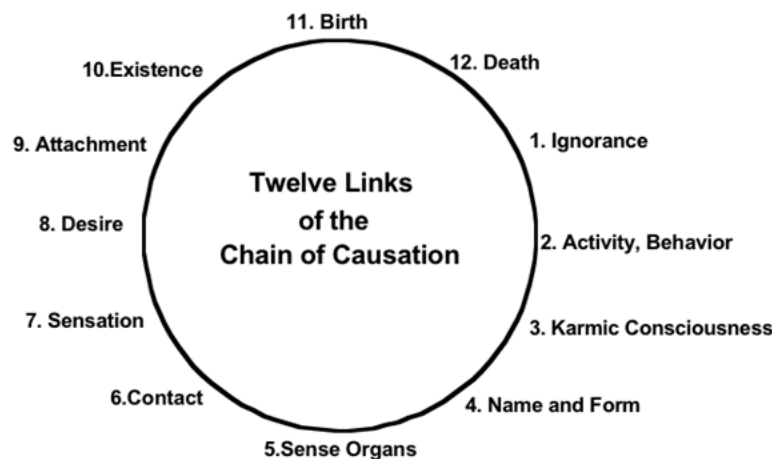 11. Birth
12. Death
10.Existence
1. Ignorance
9. Attachment
Twelve Links
of the
Chain of Causation
8. Desire
2. Activity, Behavior
7. Sensation
3. Karmic Consciousness
6.Contact
4. Name and Form
5.Sense Organs